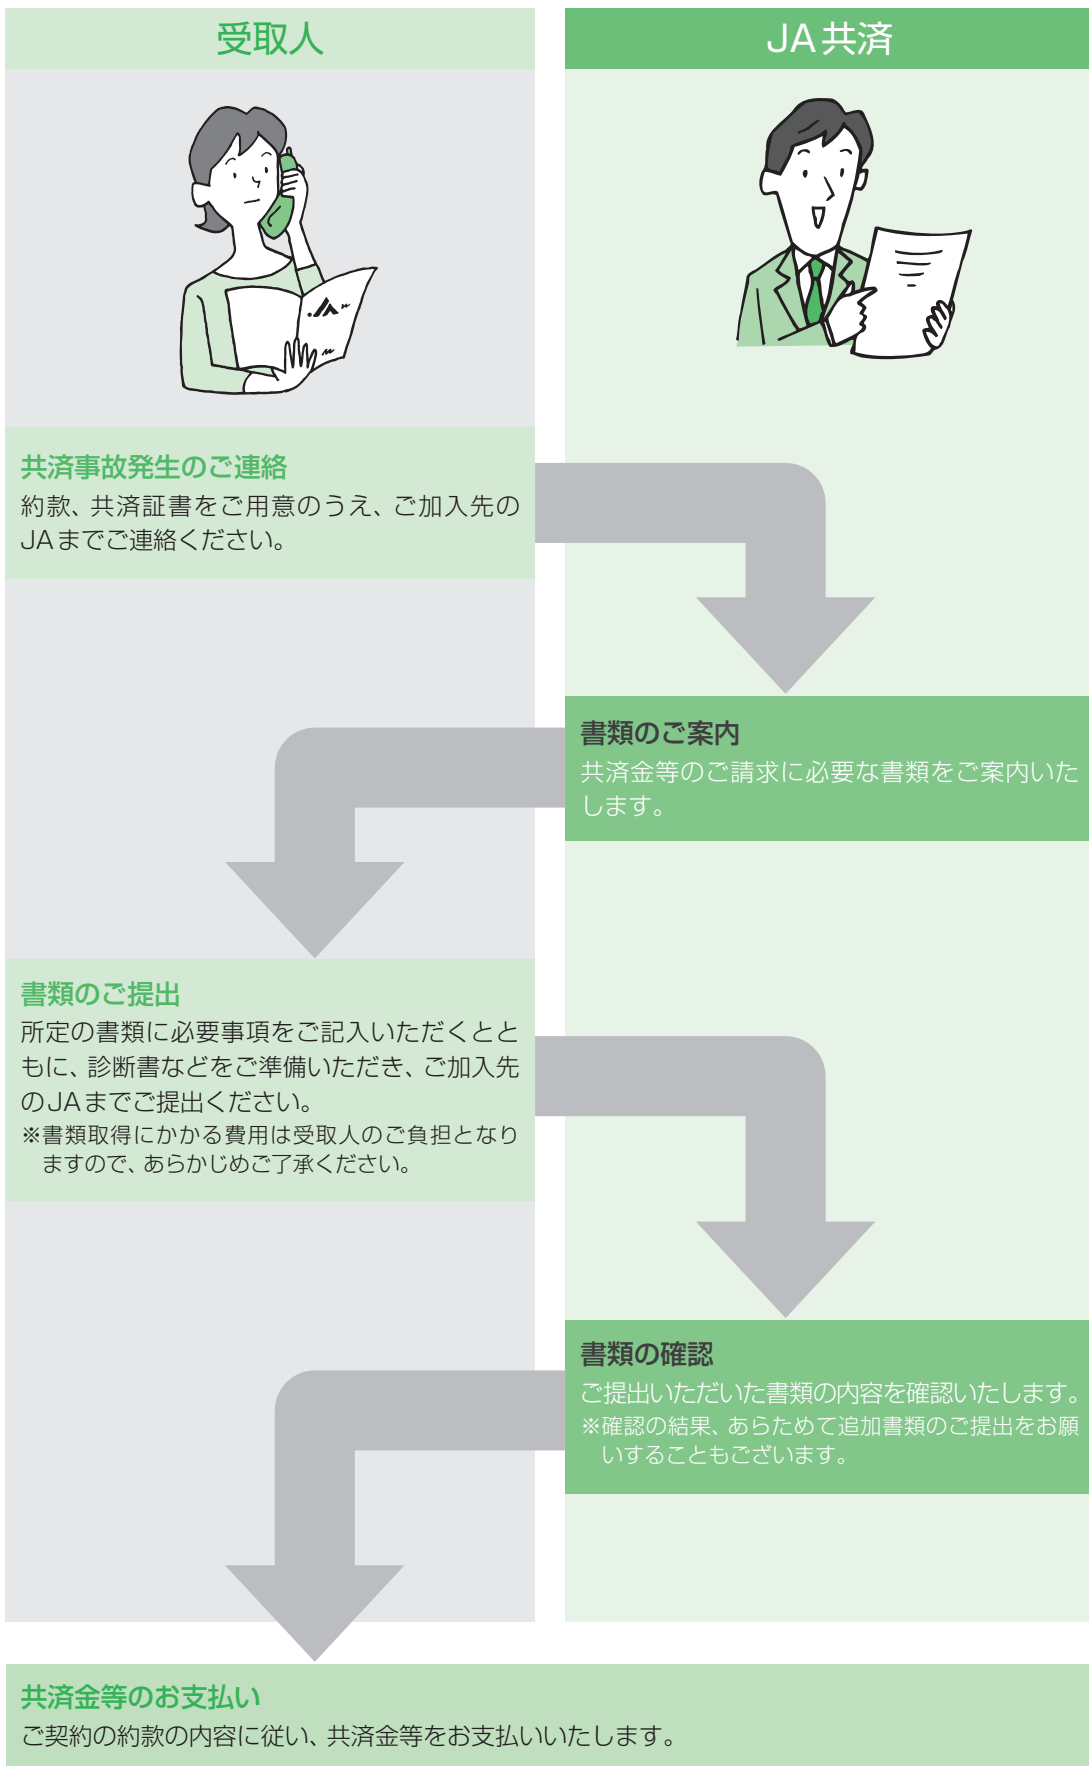 受取人
JA共済
共済事故発生のご連絡
約款、共済証書をご用意のうえ、ご加入先の
JAまでご連絡ください。
書類のご案内
共済金等のご請求に必要な書類をご案内いた
します。
書類のご提出
所定の書類に必要事項をご記入いただくとと
もに、診断書などをご準備いただき、ご加入先
のJAまでご提出ください。
※書類取得にかかる費用は受取人のご負担となり
ますので、あらかじめご了承ください。
書類の確認
ご提出いただいた書類の内容を確認いたします。
※確認の結果、あらためて追加書類のご提出をお願
いすることもございます。
共済金等のお支払い
ご契約の約款の内容に従い、共済金等をお支払いいたします。